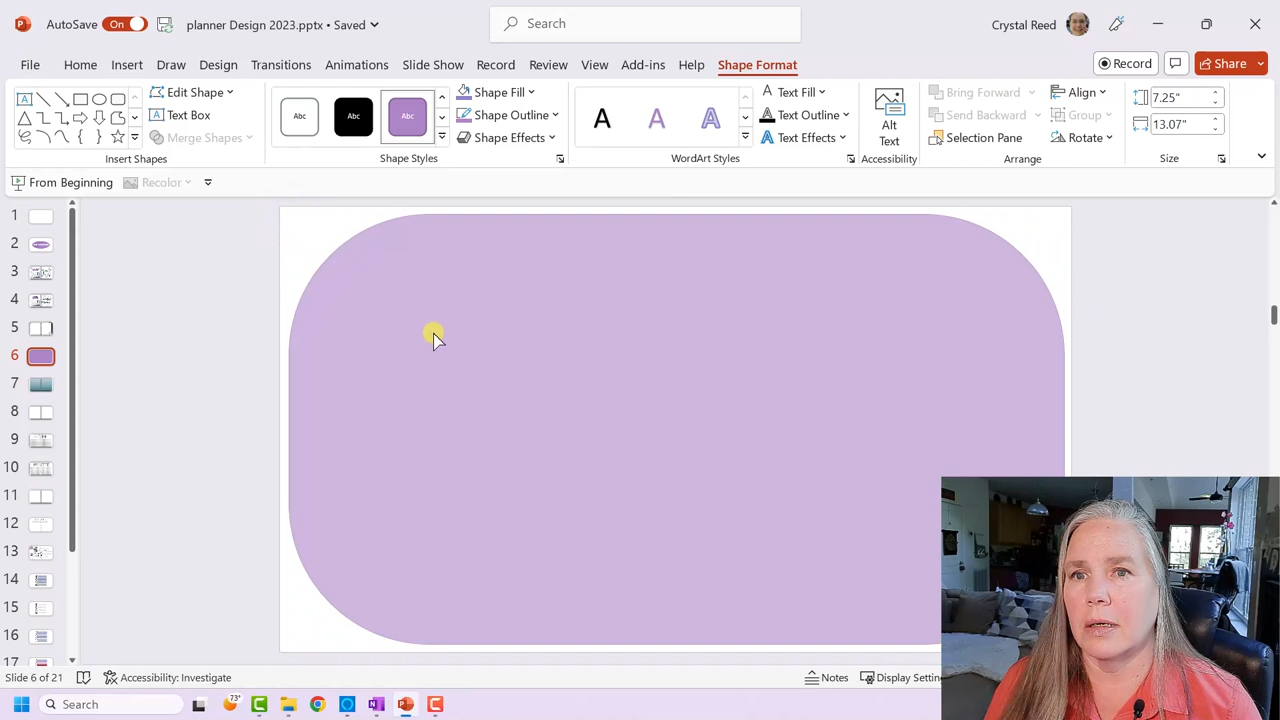 AutoSave On planner Design 2023.pptx • Saved Search Crystal Reed
File Home Insert Draw Design Transitions Animations Slide Show Record Review View Add-ins Help Shape Format Record Share
Edit Shape
Text Box
Merge Shapes
Insert Shapes
Abc Abc Abc
Shape Fill
Shape Outline
Shape Effects
Shape Styles
A A A
Text Fill
Text Outline
Text Effects
WordArt Styles
Alt
Text
Accessibility
Bring Forward
Send Backward
Selection Pane
Align
Group
Rotate
Arrange
7.25"
13.07"
Size
From Beginning Recolor
1
2
3
4
5
6
7
8
9
10
11
12
13
14
15
16
17
Slide 6 of 21 Accessibility: Investigate Notes Display
Search 73°